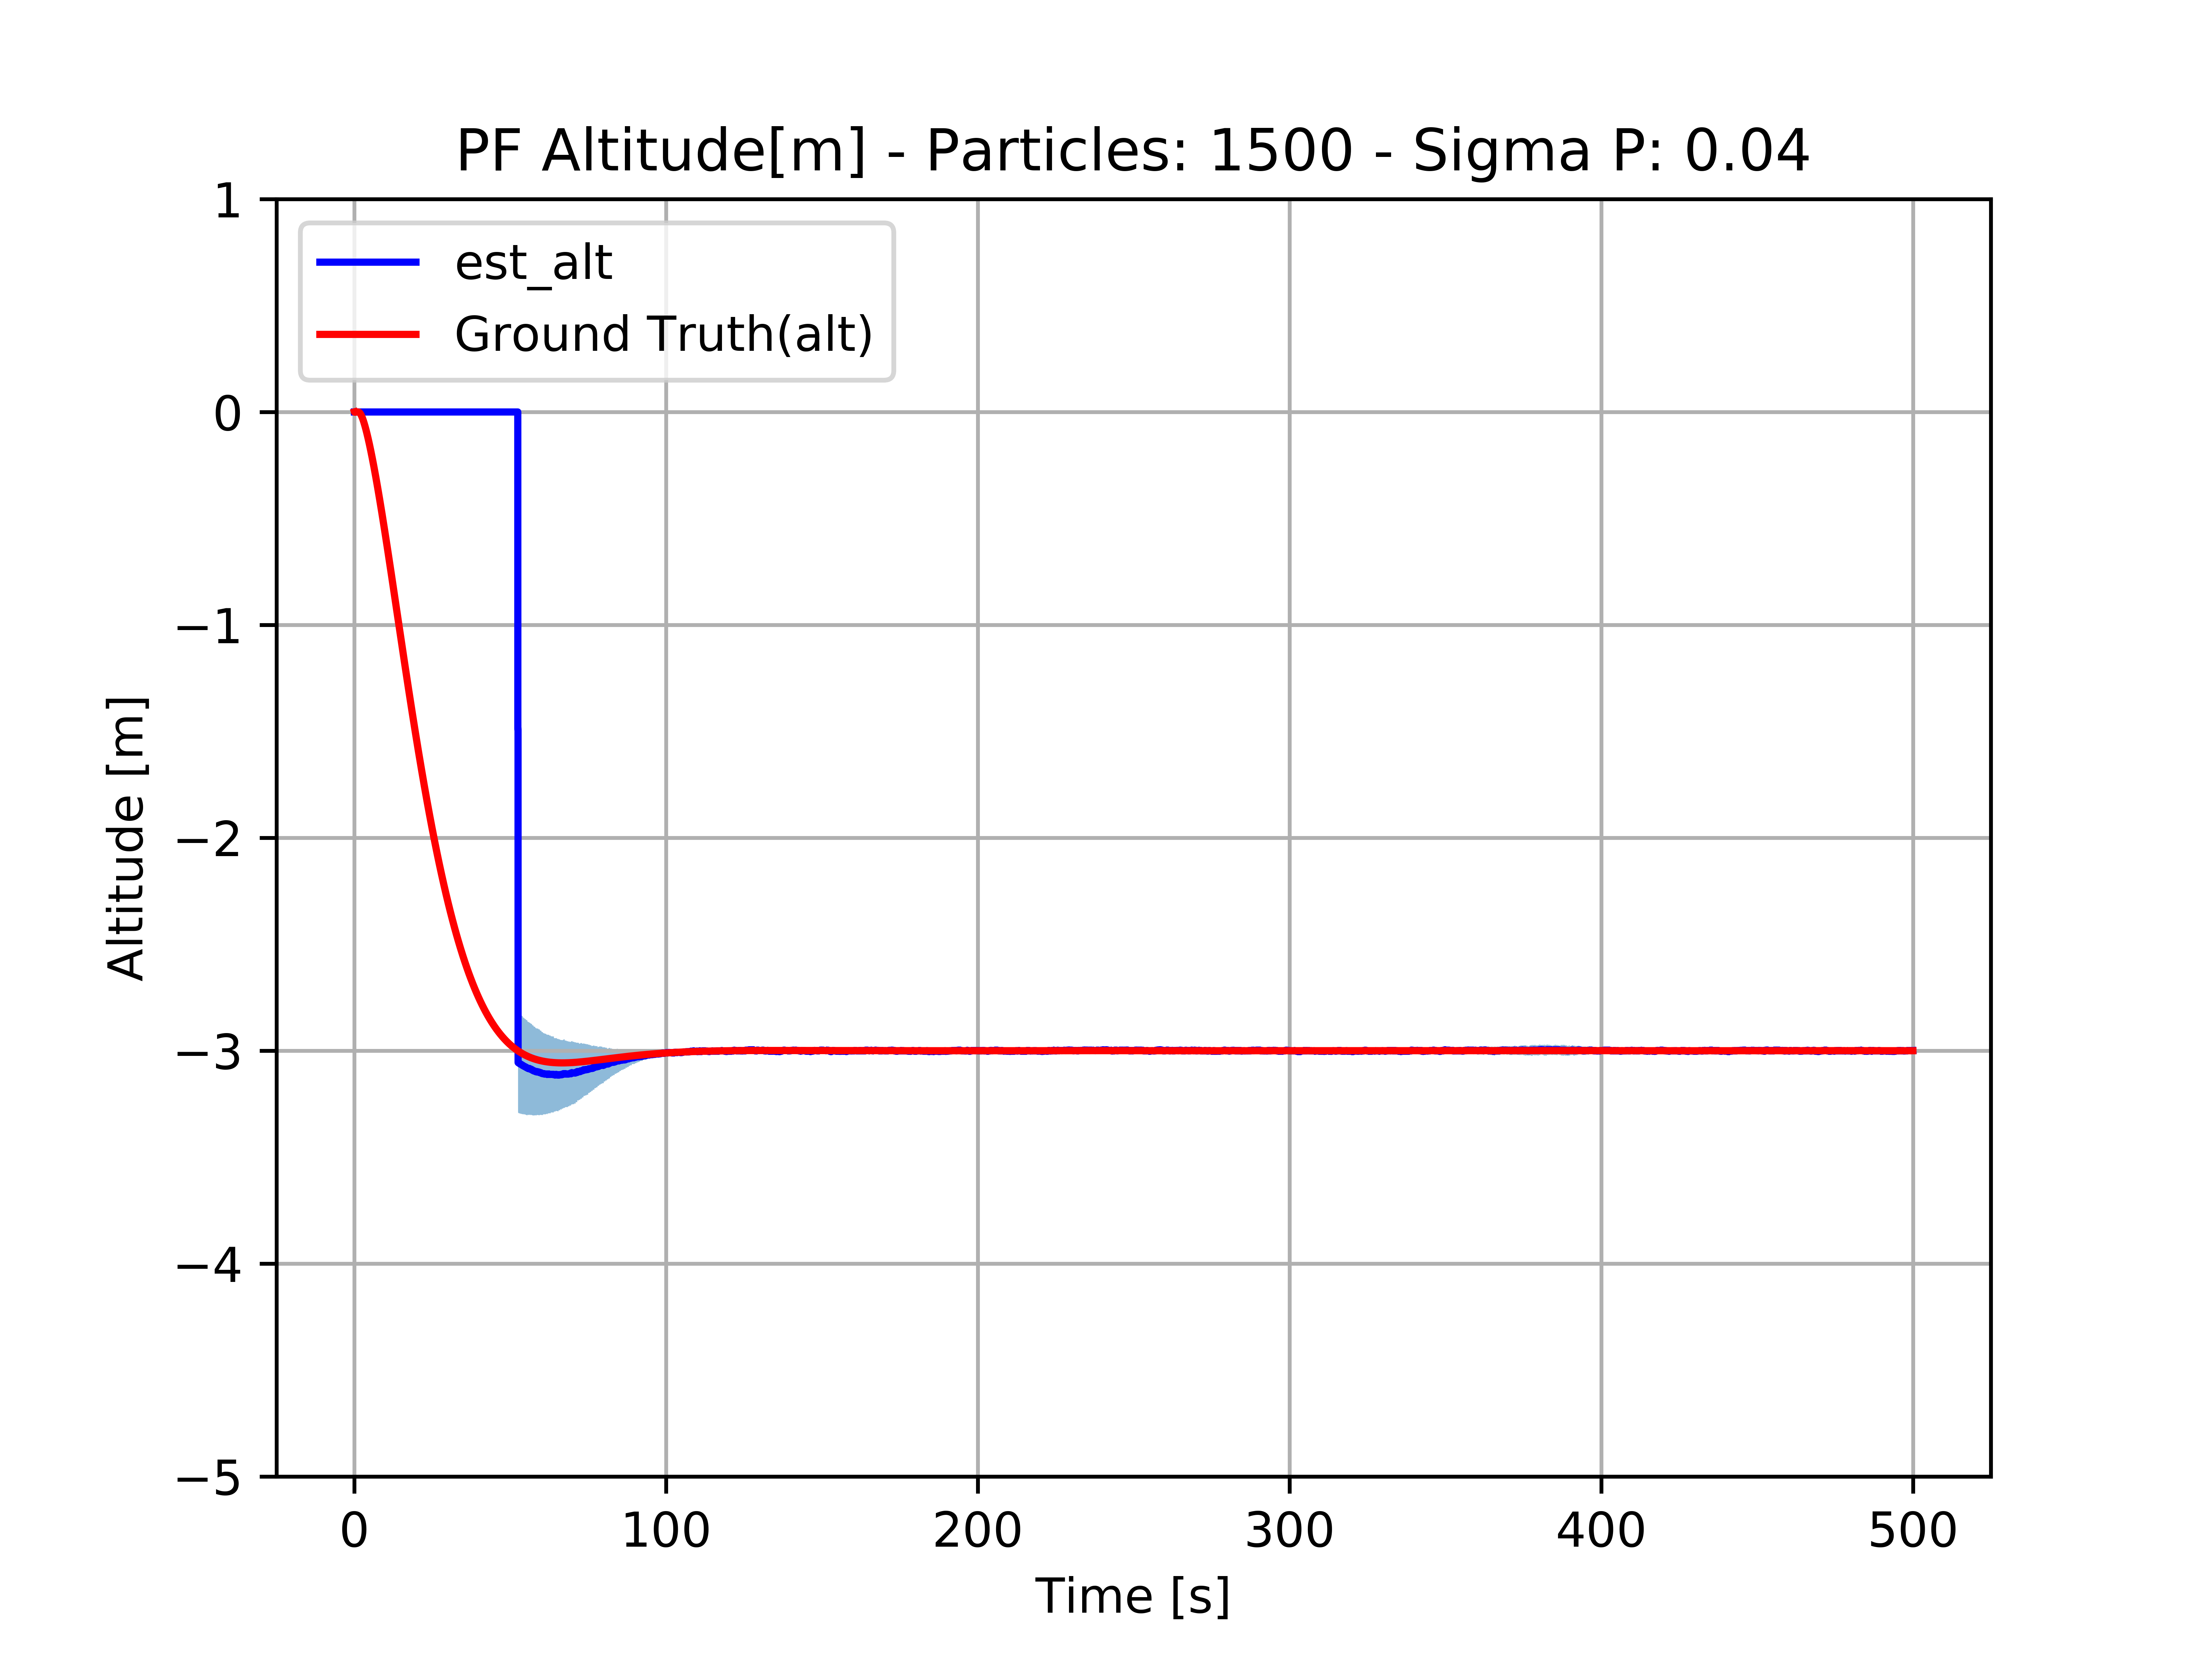 PF Altitude[m] - Particles: 1500 - Sigma P: 0.04
est_alt
Ground Truth(alt)
1
0
−1
−2
−3
−4
−5
Altitude [m]
0 100 200 300 400 500
Time [s]